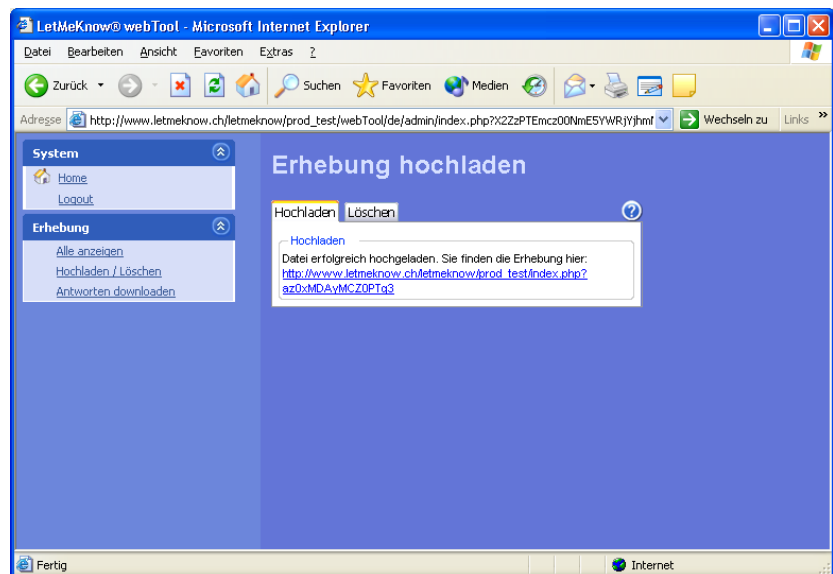 LetMeKnow® webTool - Microsoft Internet Explorer
Datei Bearbeiten Ansicht Favoriten Extras ?
Zurück Suchen Favoriten Medien
Adresse http://www.letmeknow.ch/letmeknow/prod_test/webTool/de/admin/index.php?X2ZzPTEmcz00NmE5YWRjYjhmf Wechseln zu Links »
System
Home
Logout
Erhebung
Alle anzeigen
Hochladen / Löschen
Antworten downloaden
Erhebung hochladen
Hochladen Löschen ?
Hochladen
Datei erfolgreich hochgeladen. Sie finden die Erhebung hier:
http://www.letmeknow.ch/letmeknow/prod_test/index.php?
az0xMDAyMCZ0PTg3
Fertig Internet